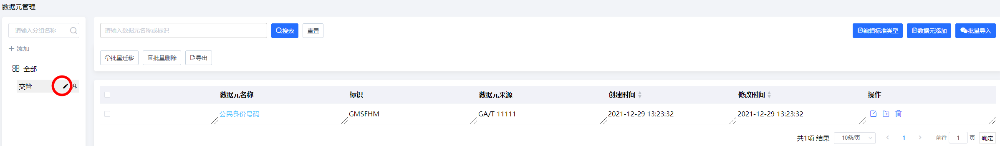 数据元管理
请输入分组名称
添加
全部
交管
请输入数据元名称或标识
搜索
重置
编辑标准类型
数据元添加
批量导入
批量迁移
批量删除
导出
数据元名称 标识 数据元来源 创建时间 修改时间 操作
公民身份号码 GMSFHM GA/T 11111 2021-12-29 13:23:32 2021-12-29 13:23:32
共1项 结果 10条/页 1 前往 1 页 确定